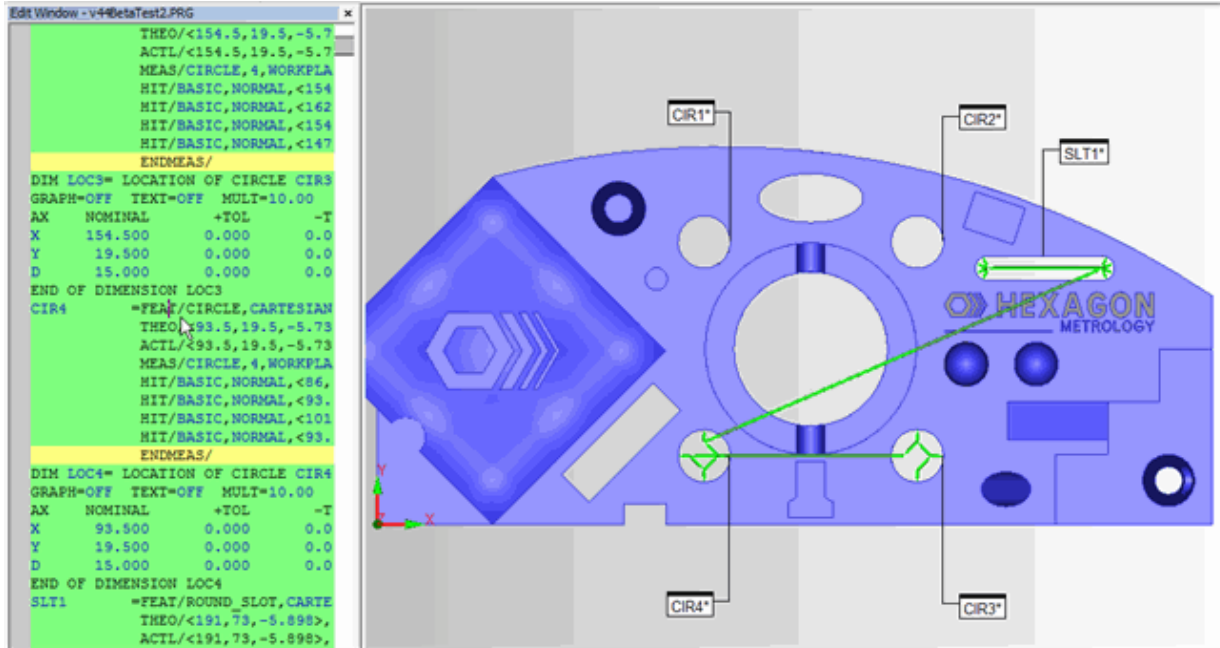 Edit Window - v44BetaTest2.PRG
THEO/<154.5,19.5,-5.7
ACTL/<154.5,19.5,-5.7
MEAS/CIRCLE,4,WORKPLA
HIT/BASIC,NORMAL,<154
HIT/BASIC,NORMAL,<162
HIT/BASIC,NORMAL,<154
HIT/BASIC,NORMAL,<147
ENDMEAS/
DIM LOC3= LOCATION OF CIRCLE CIR3
GRAPH=OFF TEXT=OFF MULT=10.00
AX NOMINAL +TOL -T
X 154.500 0.000 0.0
Y 19.500 0.000 0.0
D 15.000 0.000 0.0
END OF DIMENSION LOC3
CIR4 =FEAT/CIRCLE,CARTESIAN
THEO/<93.5,19.5,-5.73
ACTL/<93.5,19.5,-5.73
MEAS/CIRCLE,4,WORKPLA
HIT/BASIC,NORMAL,<86,
HIT/BASIC,NORMAL,<93.
HIT/BASIC,NORMAL,<101
HIT/BASIC,NORMAL,<93.
ENDMEAS/
DIM LOC4= LOCATION OF CIRCLE CIR4
GRAPH=OFF TEXT=OFF MULT=10.00
AX NOMINAL +TOL -T
X 93.500 0.000 0.0
Y 19.500 0.000 0.0
D 15.000 0.000 0.0
END OF DIMENSION LOC4
SLT1 =FEAT/ROUND_SLOT,CARTE
THEO/<191,73,-5.898>,
ACTL/<191,73,-5.898>,
CIR1*
CIR2*
SLT1*
HEXAGON
METROLOGY
Y
X
CIR4*
CIR3*